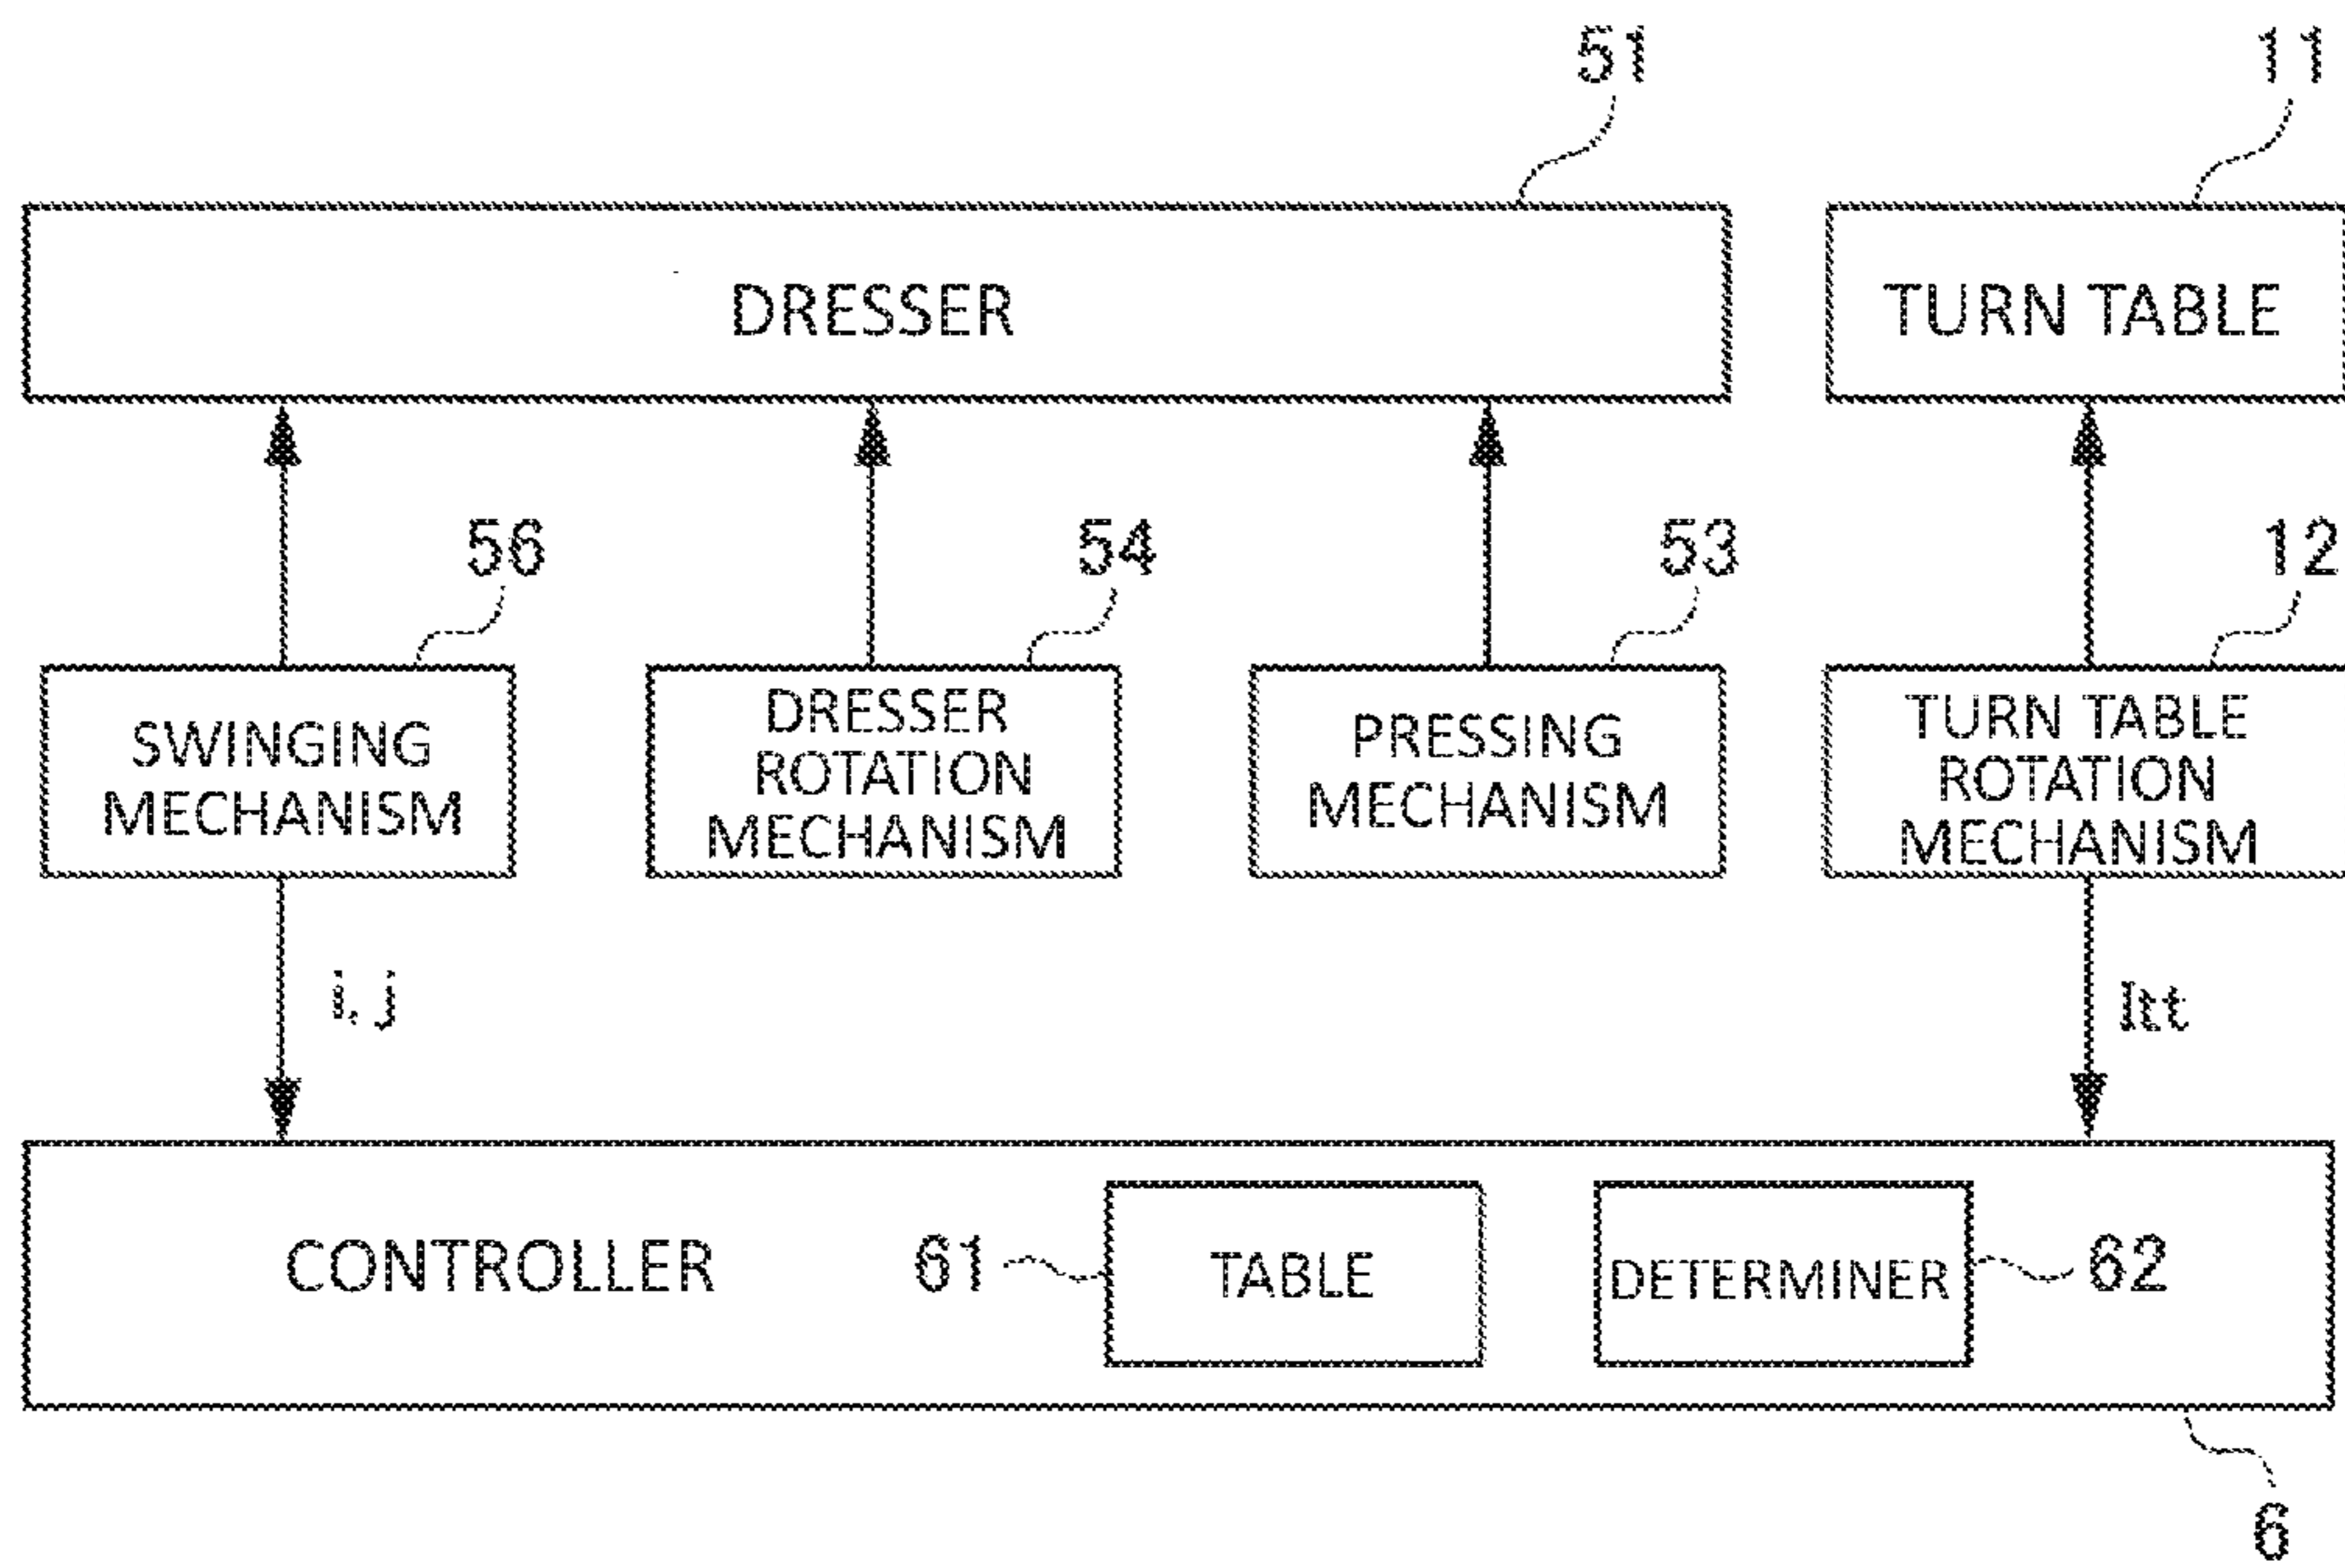 51
11
DRESSER
TURN TABLE
56
54
53
12
SWINGING
MECHANISM
DRESSER
ROTATION
MECHANISM
PRESSING
MECHANISM
TURN TABLE
ROTATION
MECHANISM
i, j
Itt
CONTROLLER
61
TABLE
DETERMINER
62
6